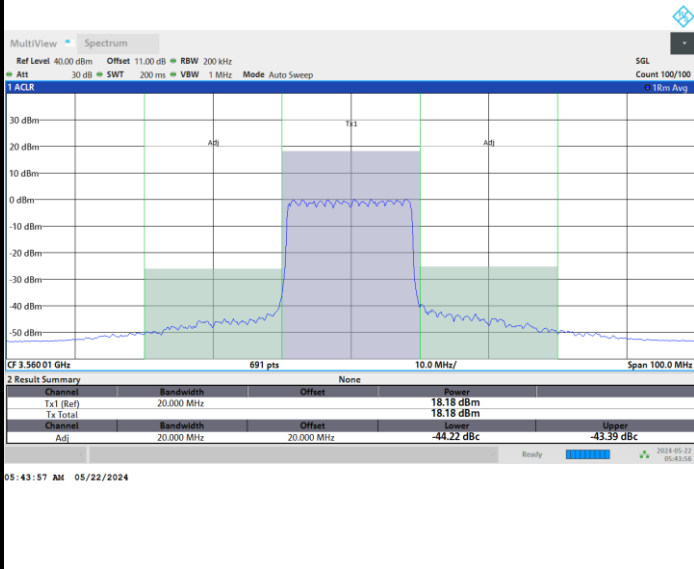 MultiView Spectrum
Ref Level 40.00 dBm Offset 11.00 dB RBW 200 kHz SGL
Att 30 dB SWT 200 ms VBW 1 MHz Mode Auto Sweep Count 100/100
1 ACLR 1Rm Avg
30 dBm
Tx1
20 dBm
Adj Adj
10 dBm
0 dBm
-10 dBm
-20 dBm
-30 dBm
-40 dBm
-50 dBm
CF 3.56001 GHz 691 pts 10.0 MHz/ Span 100.0 MHz
2 Result Summary None
Channel Bandwidth Offset Power
Tx1 (Ref) 20.000 MHz 18.18 dBm
Tx Total 18.18 dBm
Channel Bandwidth Offset Lower Upper
Adj 20.000 MHz 20.000 MHz -44.22 dBc -43.39 dBc
Ready 2024-05-22
05:43:58
05:43:57 AM 05/22/2024